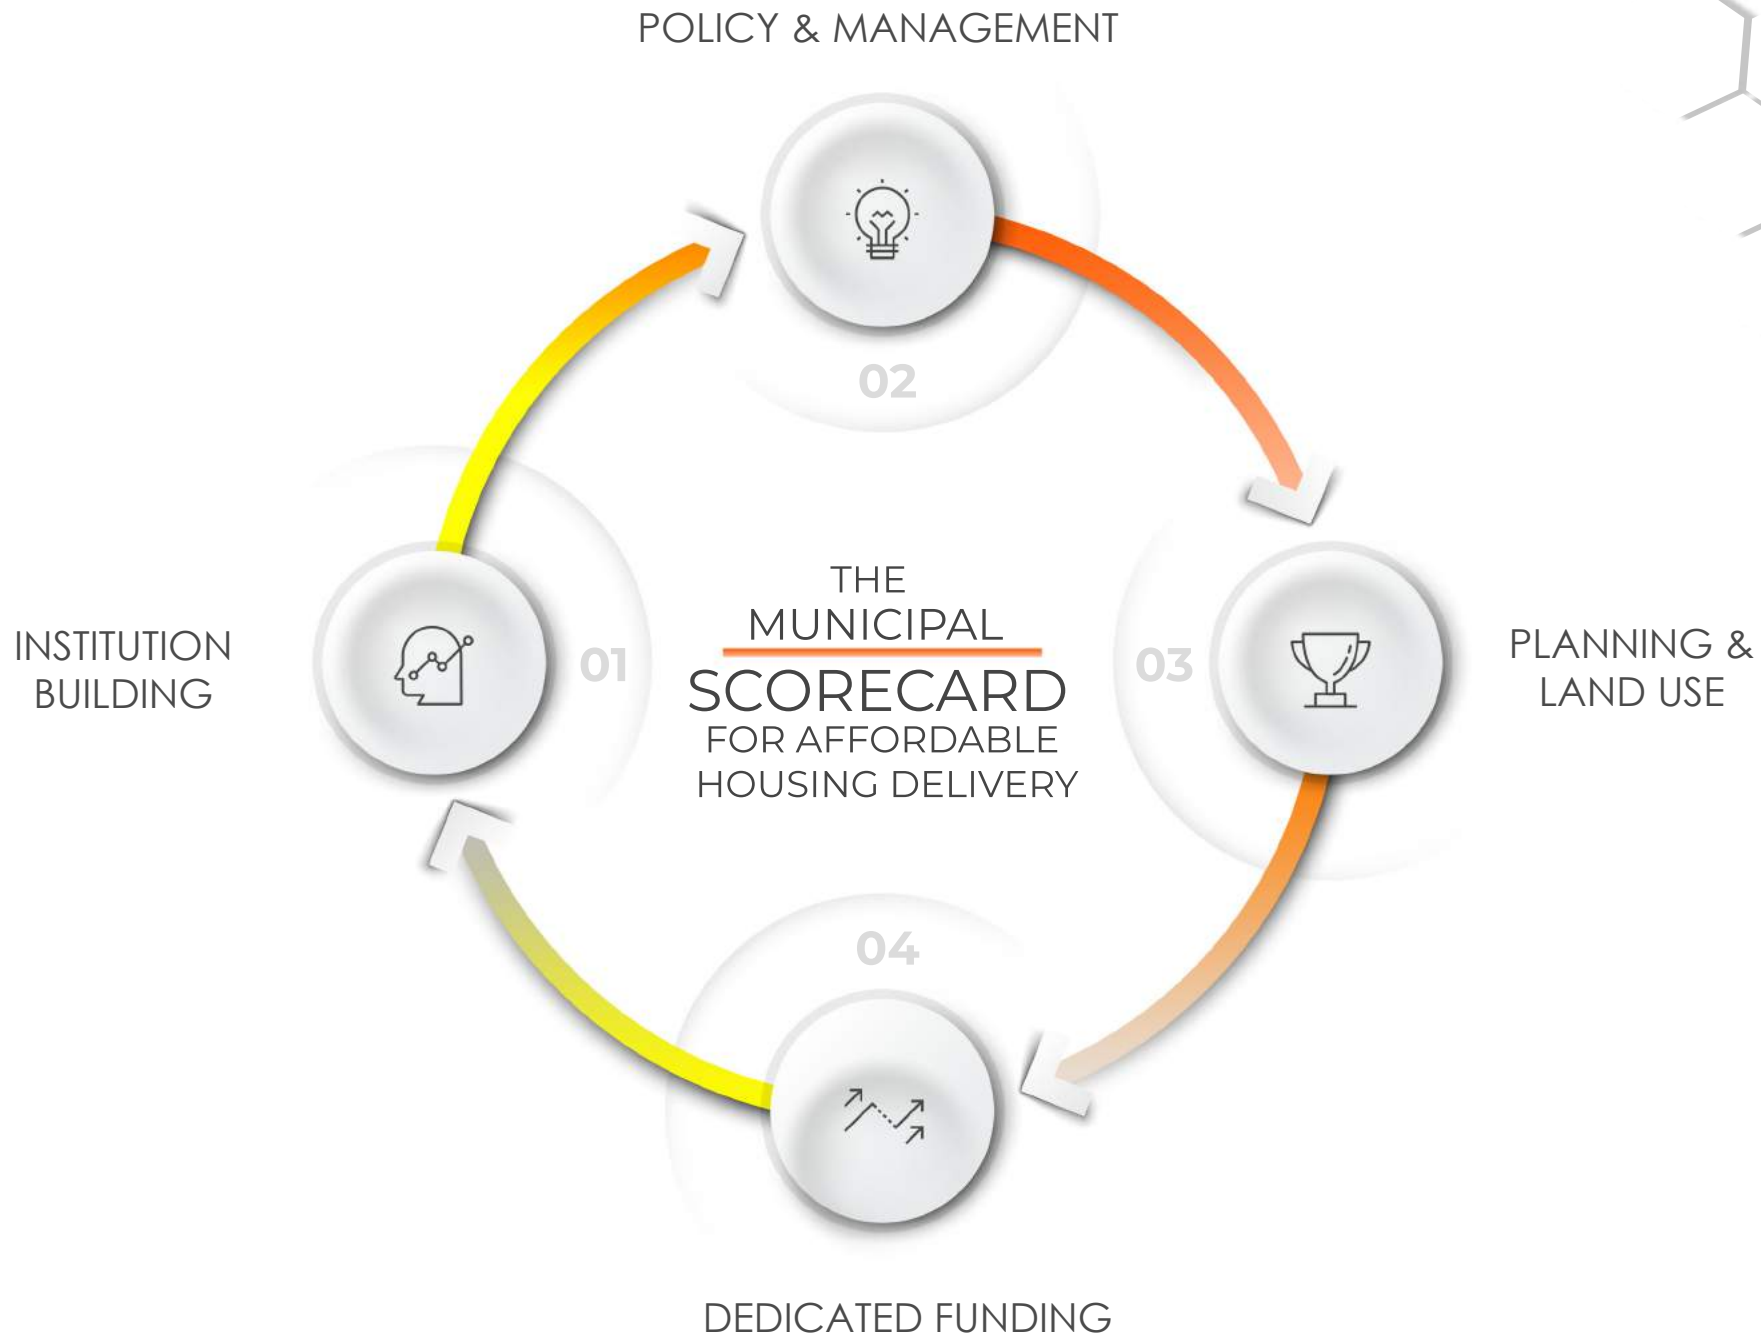 POLICY & MANAGEMENT
02
INSTITUTION
BUILDING
01
THE
MUNICIPAL
SCORECARD
FOR AFFORDABLE
HOUSING DELIVERY
03
PLANNING &
LAND USE
04
DEDICATED FUNDING